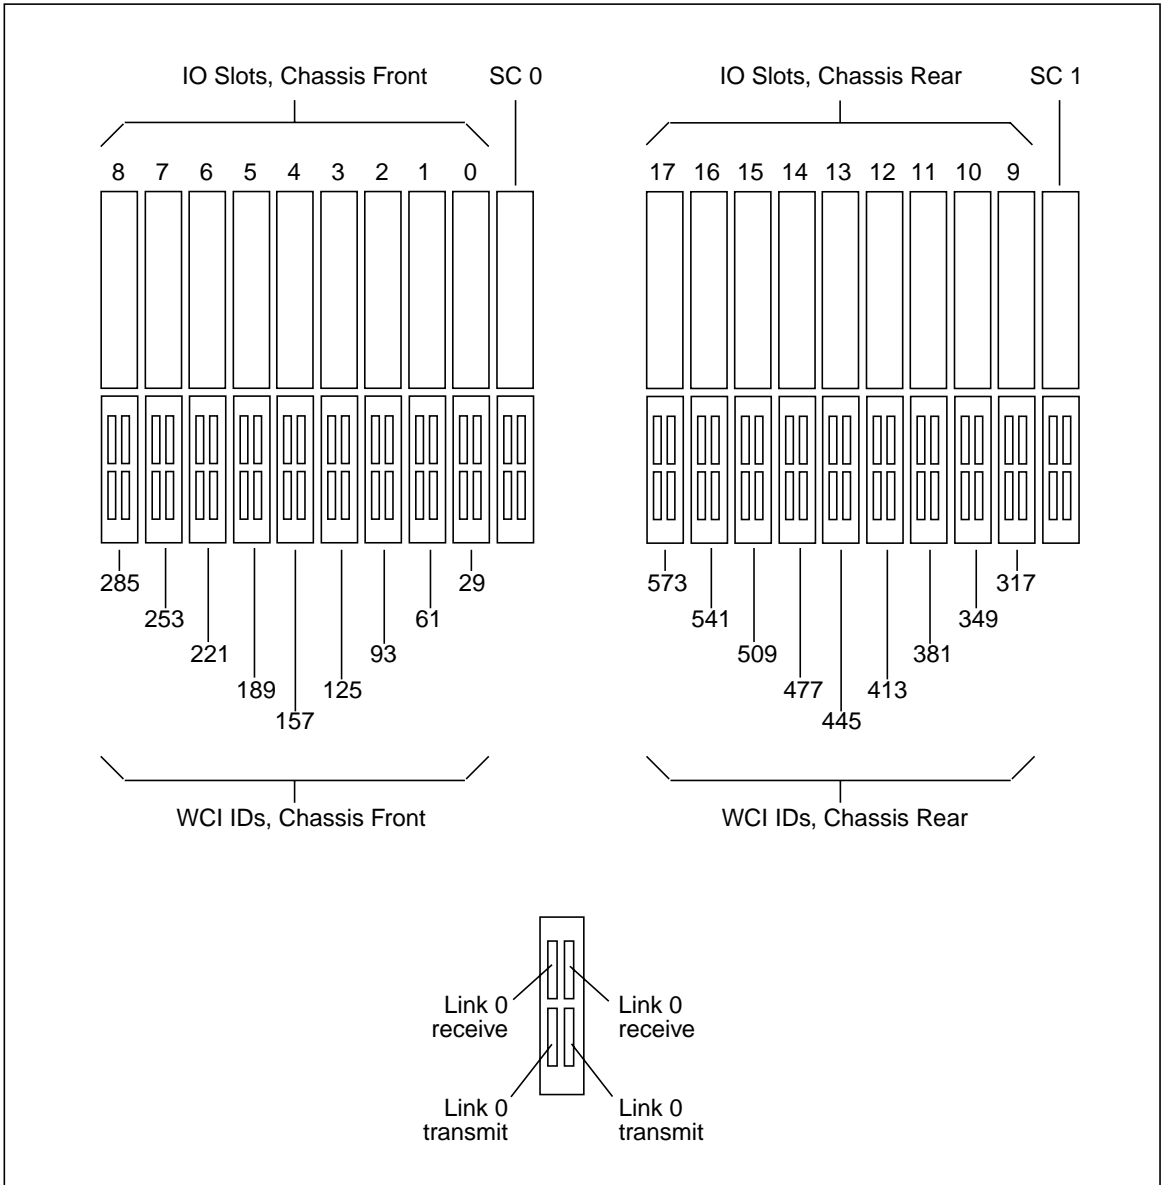 IO Slots, Chassis Front SC 0 IO Slots, Chassis Rear SC 1
8 7 6 5 4 3 2 1 0 17 16 15 14 13 12 11 10 9
285 29 573 317
253 61 541 349
221 93 509 381
189 125 477 413
157 445
WCI IDs, Chassis Front WCI IDs, Chassis Rear
Link 0 Link 0
receive receive
Link 0 Link 0
transmit transmit